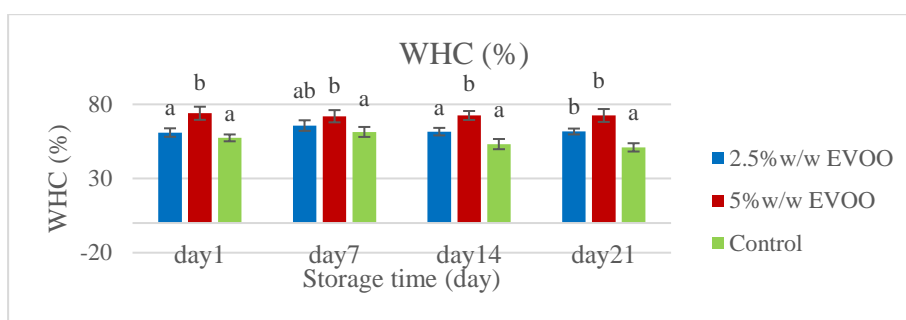 WHC (%)
a b a ab b a a b a b b a
80
30
-20
WHC (%)
day1 day7 day14 day21
Storage time (day)
2.5%w/w EVOO
5%w/w EVOO
Control